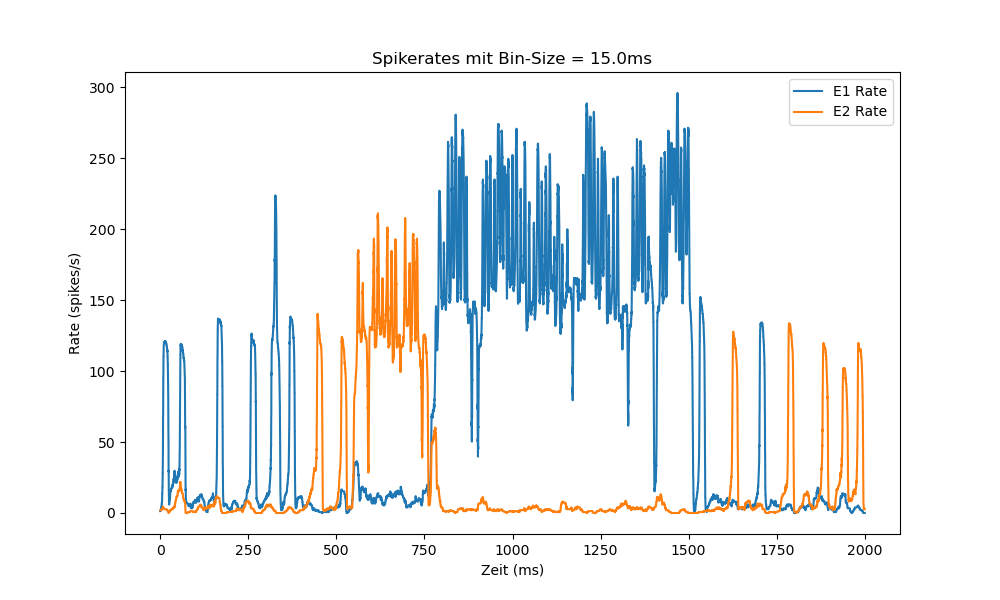 Spikerates mit Bin-Size = 15.0ms
E1 Rate
E2 Rate
300
250
200
150
100
50
0
Rate (spikes/s)
0 250 500 750 1000 1250 1500 1750 2000
Zeit (ms)